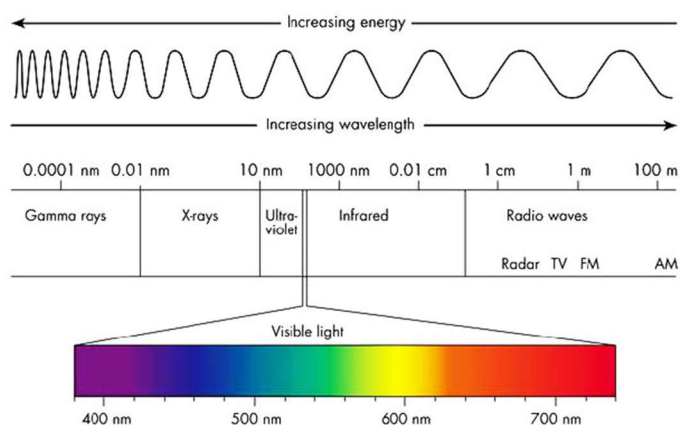 Increasing energy
Increasing wavelength
0.0001 nm 0.01 nm 10 nm 1000 nm 0.01 cm 1 cm 1 m 100 m
Gamma rays X-rays Ultra- Infrared Radio waves
violet
Radar TV FM AM
Visible light
400 nm 500 nm 600 nm 700 nm